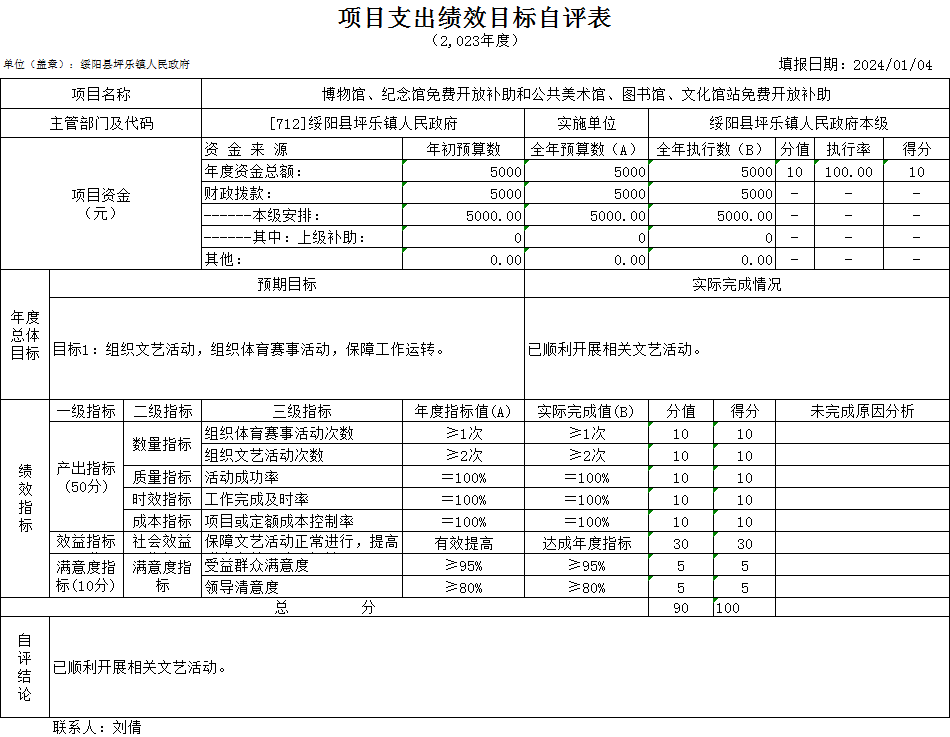 项目支出绩效目标自评表
（2,023年度）
单位（盖章）：绥阳县坪乐镇人民政府 填报日期：2024/01/04
项目名称 博物馆、纪念馆免费开放补助和公共美术馆、图书馆、文化馆站免费开放补助
主管部门及代码 [712]绥阳县坪乐镇人民政府 实施单位 绥阳县坪乐镇人民政府本级
项目资金
（元）
资 金 来 源 年初预算数 全年预算数（A） 全年执行数（B） 分值 执行率 得分
年度资金总额： 5000 5000 5000 10 100.00 10
财政拨款： 5000 5000 5000 － － －
------本级安排： 5000.00 5000.00 5000.00 － － －
------其中：上级补助： 0 0 0 － － －
其他： 0.00 0.00 0.00 － － －
年度
总体
目标
预期目标 实际完成情况
目标1：组织文艺活动，组织体育赛事活动，保障工作运转。 已顺利开展相关文艺活动。
绩
效
指
标
一级指标 二级指标 三级指标 年度指标值(A) 实际完成值(B) 分值 得分 未完成原因分析
产出指标
(50分)
数量指标 组织体育赛事活动次数 ≥1次 ≥1次 10 10
组织文艺活动次数 ≥2次 ≥2次 10 10
质量指标 活动成功率 ＝100% ＝100% 10 10
时效指标 工作完成及时率 ＝100% ＝100% 10 10
成本指标 项目或定额成本控制率 ＝100% ＝100% 10 10
效益指标 社会效益 保障文艺活动正常进行，提高 有效提高 达成年度指标 30 30
满意度指
标(10分)
满意度指
标
受益群众满意度 ≥95% ≥95% 5 5
领导清意度 ≥80% ≥80% 5 5
总 分 90 100
自
评
结
论
已顺利开展相关文艺活动。
联系人：刘倩